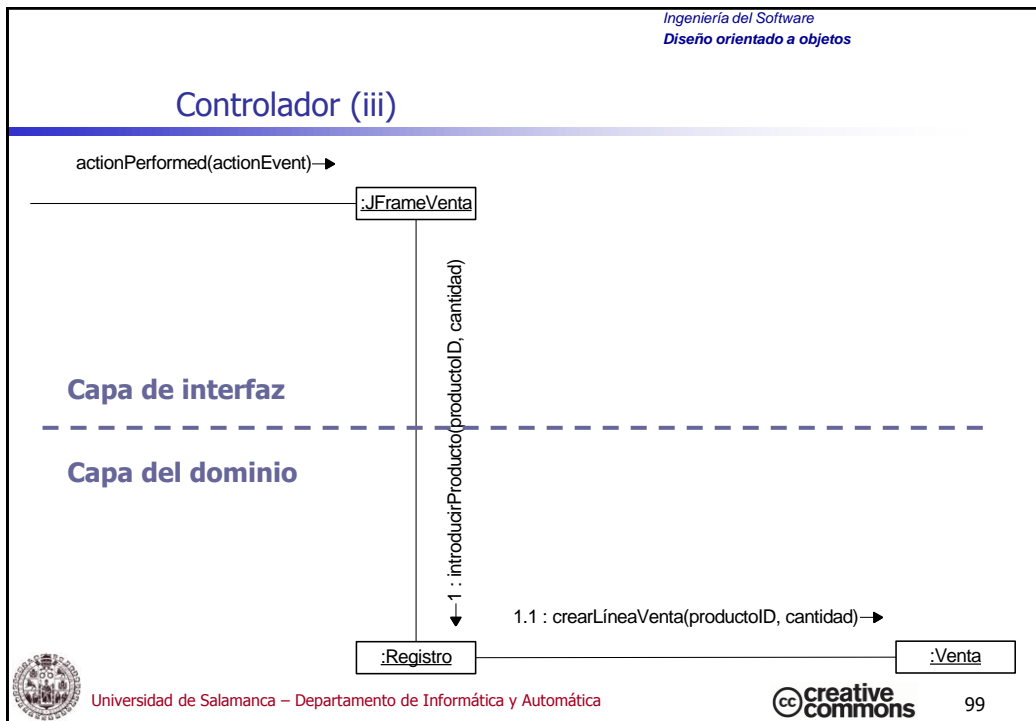 Ingeniería del Software
Diseño orientado a objetos
Controlador (iii)
actionPerformed(actionEvent)
:JFrameVenta
1 : introducirProducto(productoID, cantidad)
Capa de interfaz
Capa del dominio
1.1 : crearLíneaVenta(productoID, cantidad)
:Registro
:Venta
Universidad de Salamanca – Departamento de Informática y Automática
cc creative commons
99